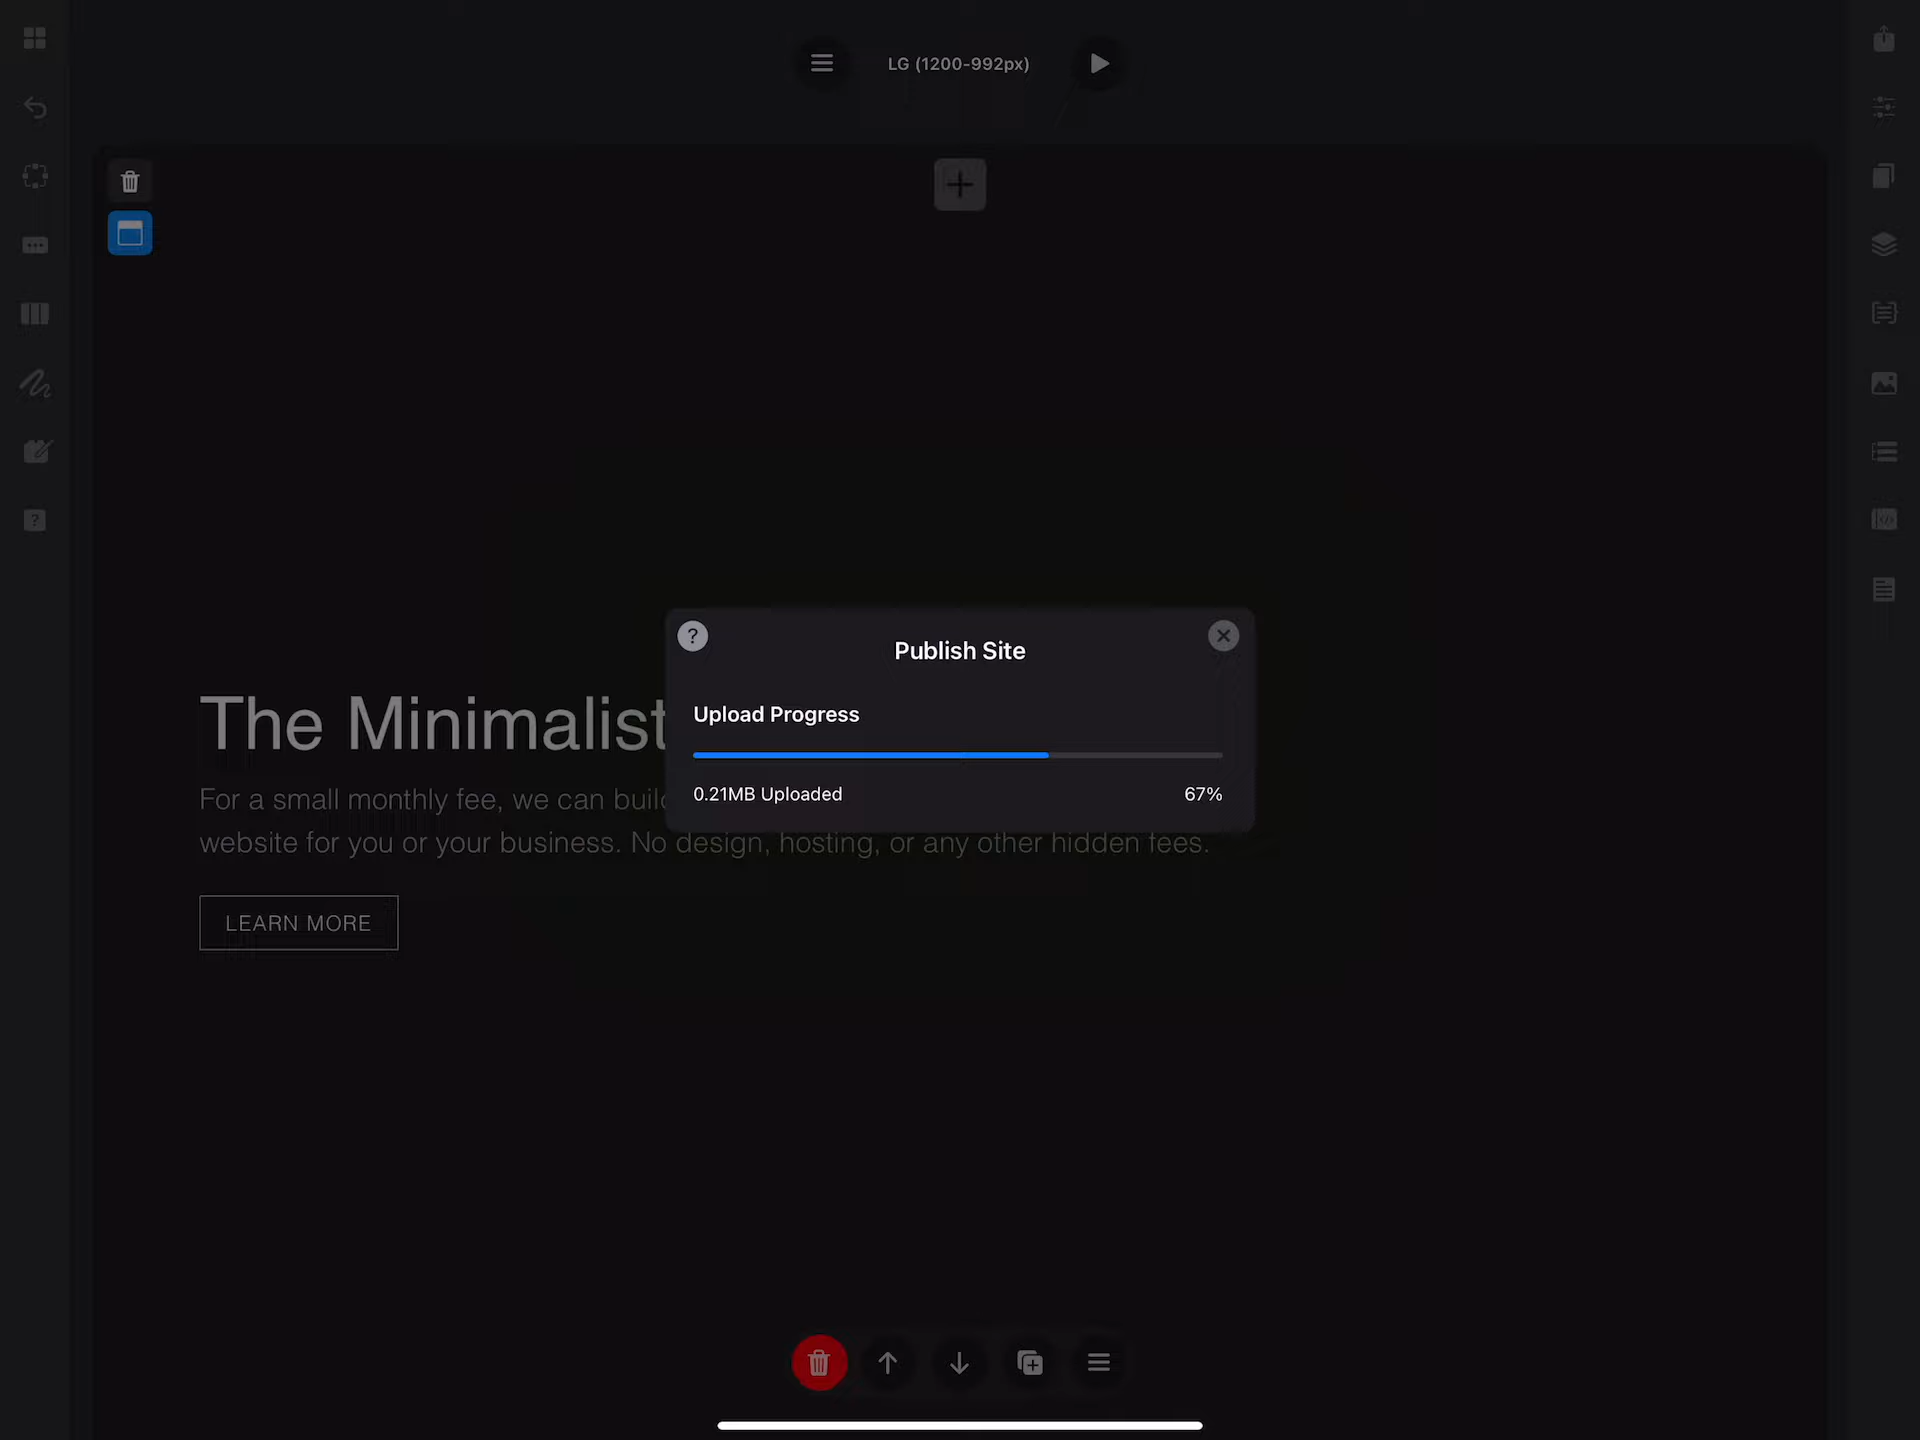 LG (1200-992px)
?
Publish Site
Upload Progress
0.21MB Uploaded
67%
The Minimalist
For a small monthly fee, we can build
website for you or your business. No design, hosting, or any other hidden fees.
LEARN MORE